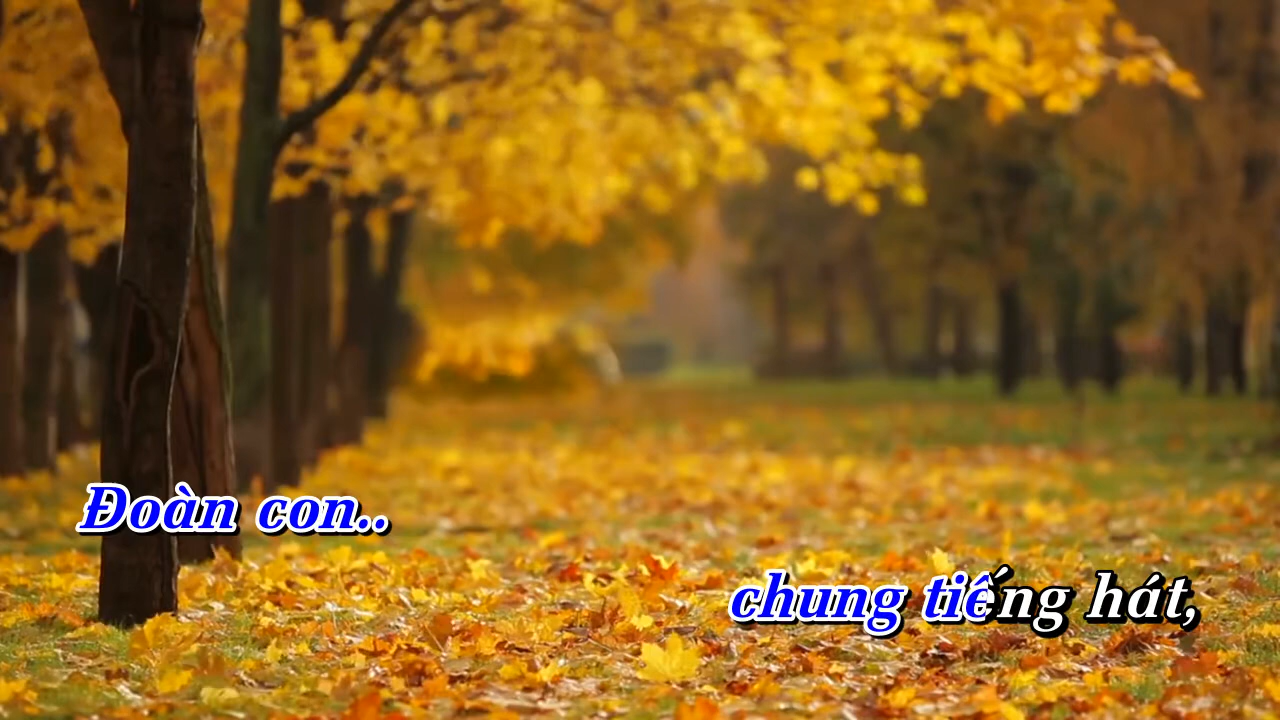 Đoàn con..
chung tiếng hát,